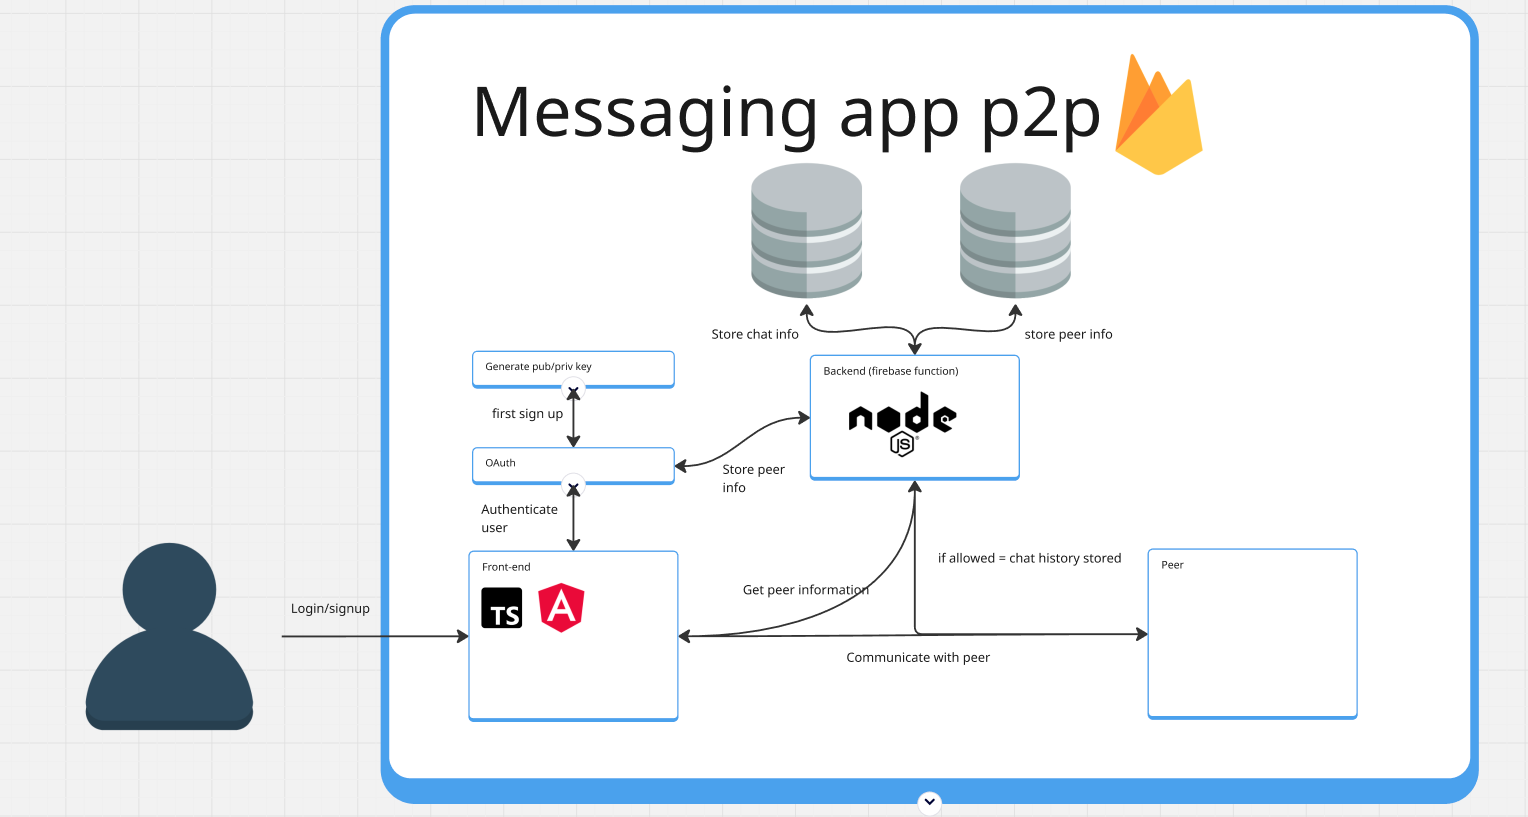 Messaging app p2p
Store chat info
store peer info
Generate pub/priv key
Backend (firebase function)
node
JS
first sign up
OAuth
Store peer
info
Authenticate
user
if allowed = chat history stored
Peer
Front-end
TS
A
Get peer information
Login/signup
Communicate with peer